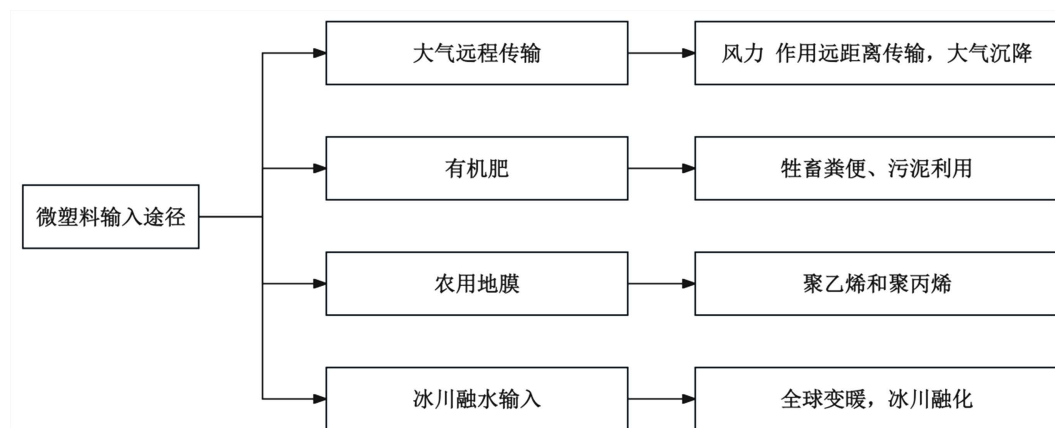 大气远程传输
风力 作用远距离传输，大气沉降
有机肥
牲畜粪便、污泥利用
微塑料输入途径
农用地膜
聚乙烯和聚丙烯
冰川融水输入
全球变暖，冰川融化